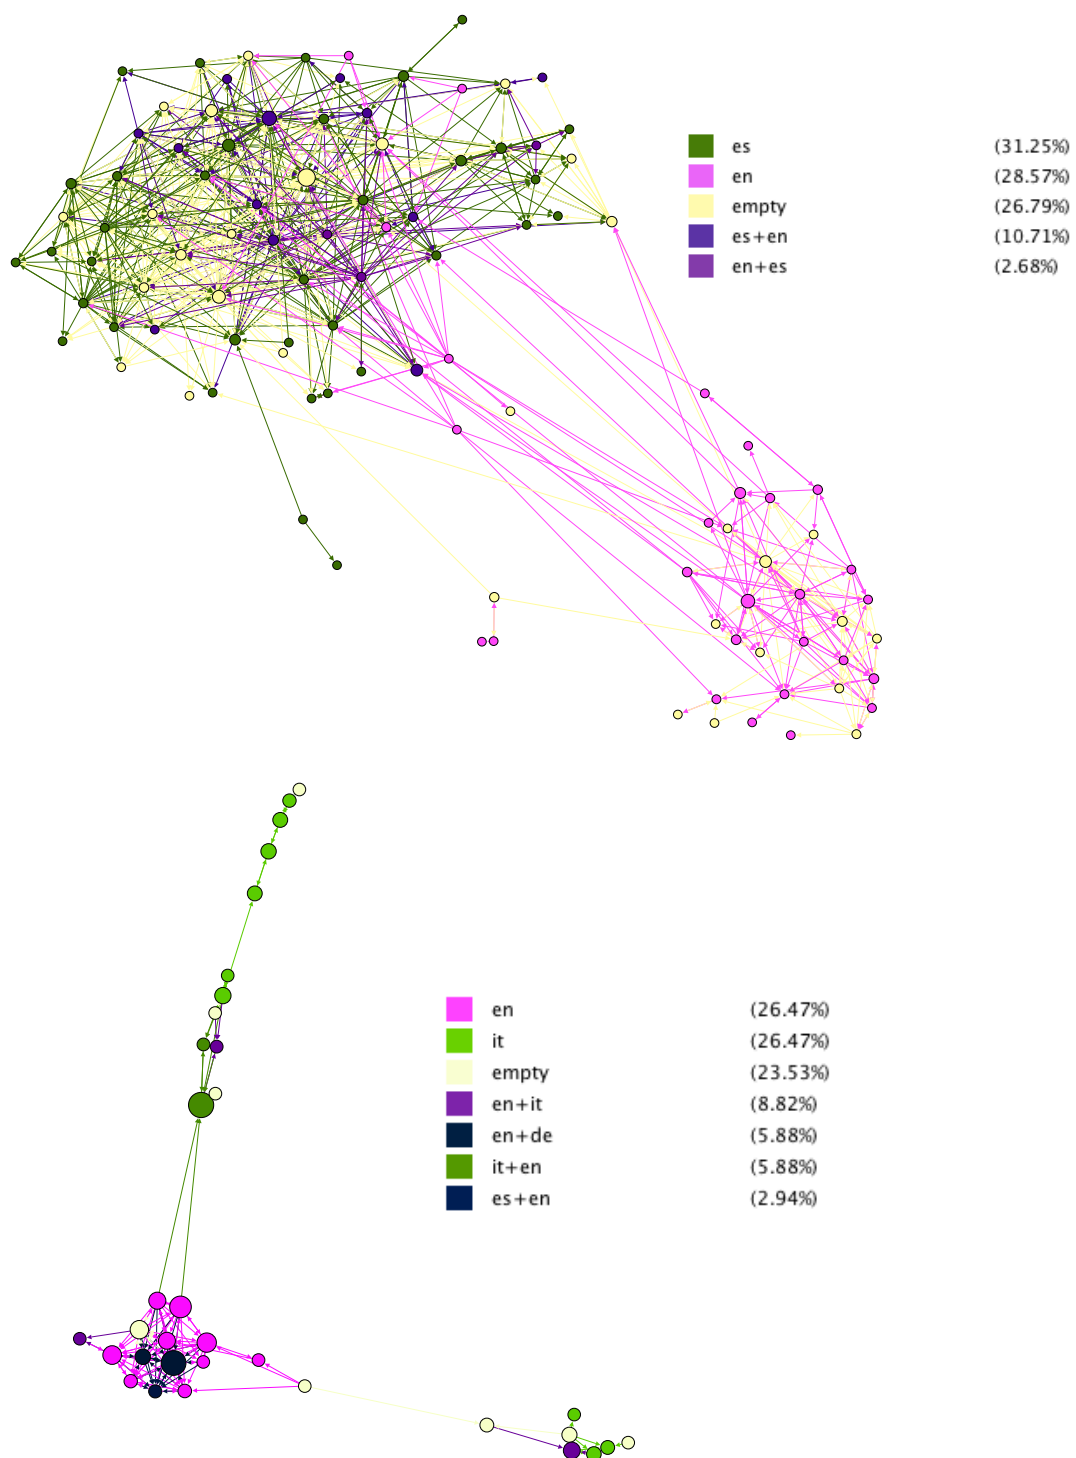 es (31.25%)
en (28.57%)
empty (26.79%)
es+en (10.71%)
en+es (2.68%)
en (26.47%)
it (26.47%)
empty (23.53%)
en+it (8.82%)
en+de (5.88%)
it+en (5.88%)
es+en (2.94%)